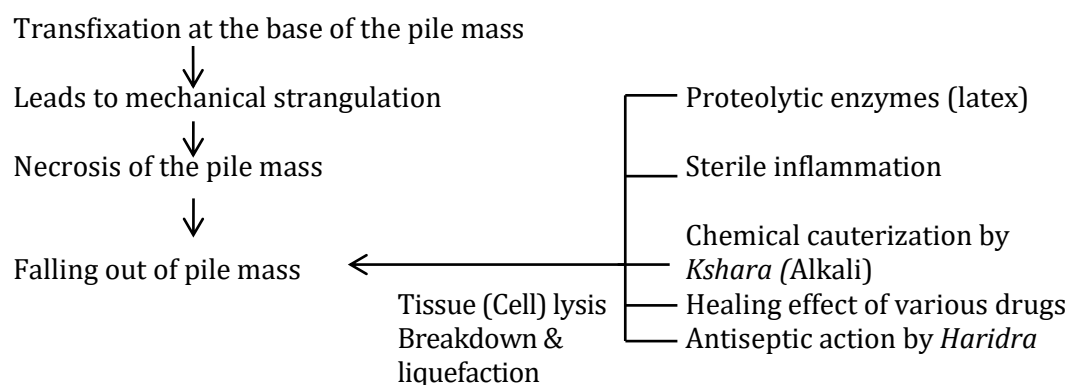 Transfixation at the base of the pile mass
Leads to mechanical strangulation
Necrosis of the pile mass
Falling out of pile mass
Tissue (Cell) lysis
Breakdown &
liquefaction
Proteolytic enzymes (latex)
Sterile inflammation
Chemical cauterization by
Kshara (Alkali)
Healing effect of various drugs
Antiseptic action by Haridra